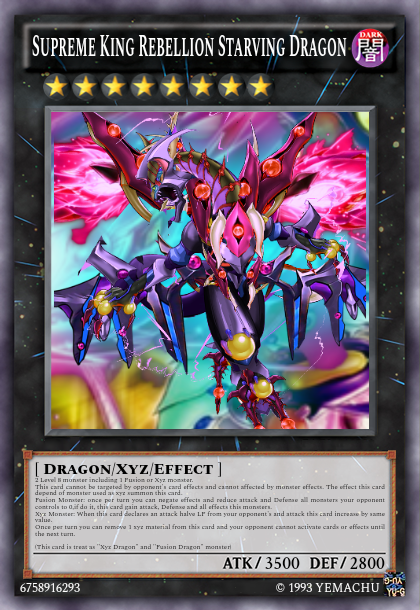 Supreme King Rebellion Starving Dragon
DARK
闇
[ Dragon/Xyz/Effect ]
2 Level 8 monster including 1 Fusion or Xyz monster.
This card cannot be targeted by opponent's card effects and cannot affected by monster effects. The effect this
card depend of monster used as xyz summon this card.
Fusion Monster: once per turn you can negate effects and reduce attack and Defense all monsters your opponent
controls to 0,if do it, this card gain attack, Defense and all effects this monsters.
Xyz Monster: When this card declares an attack halve LP from your opponent's and attack this card increase by same
value.
Once per turn you can remove 1 xyz material from this card and your opponent cannot activate cards or effects until
the next turn.
(This card is treat as "Xyz Dragon" and "Fusion Dragon" monster)
ATK/3500 DEF/2800
6758916293 © 1993 YEMACHU
YU-G